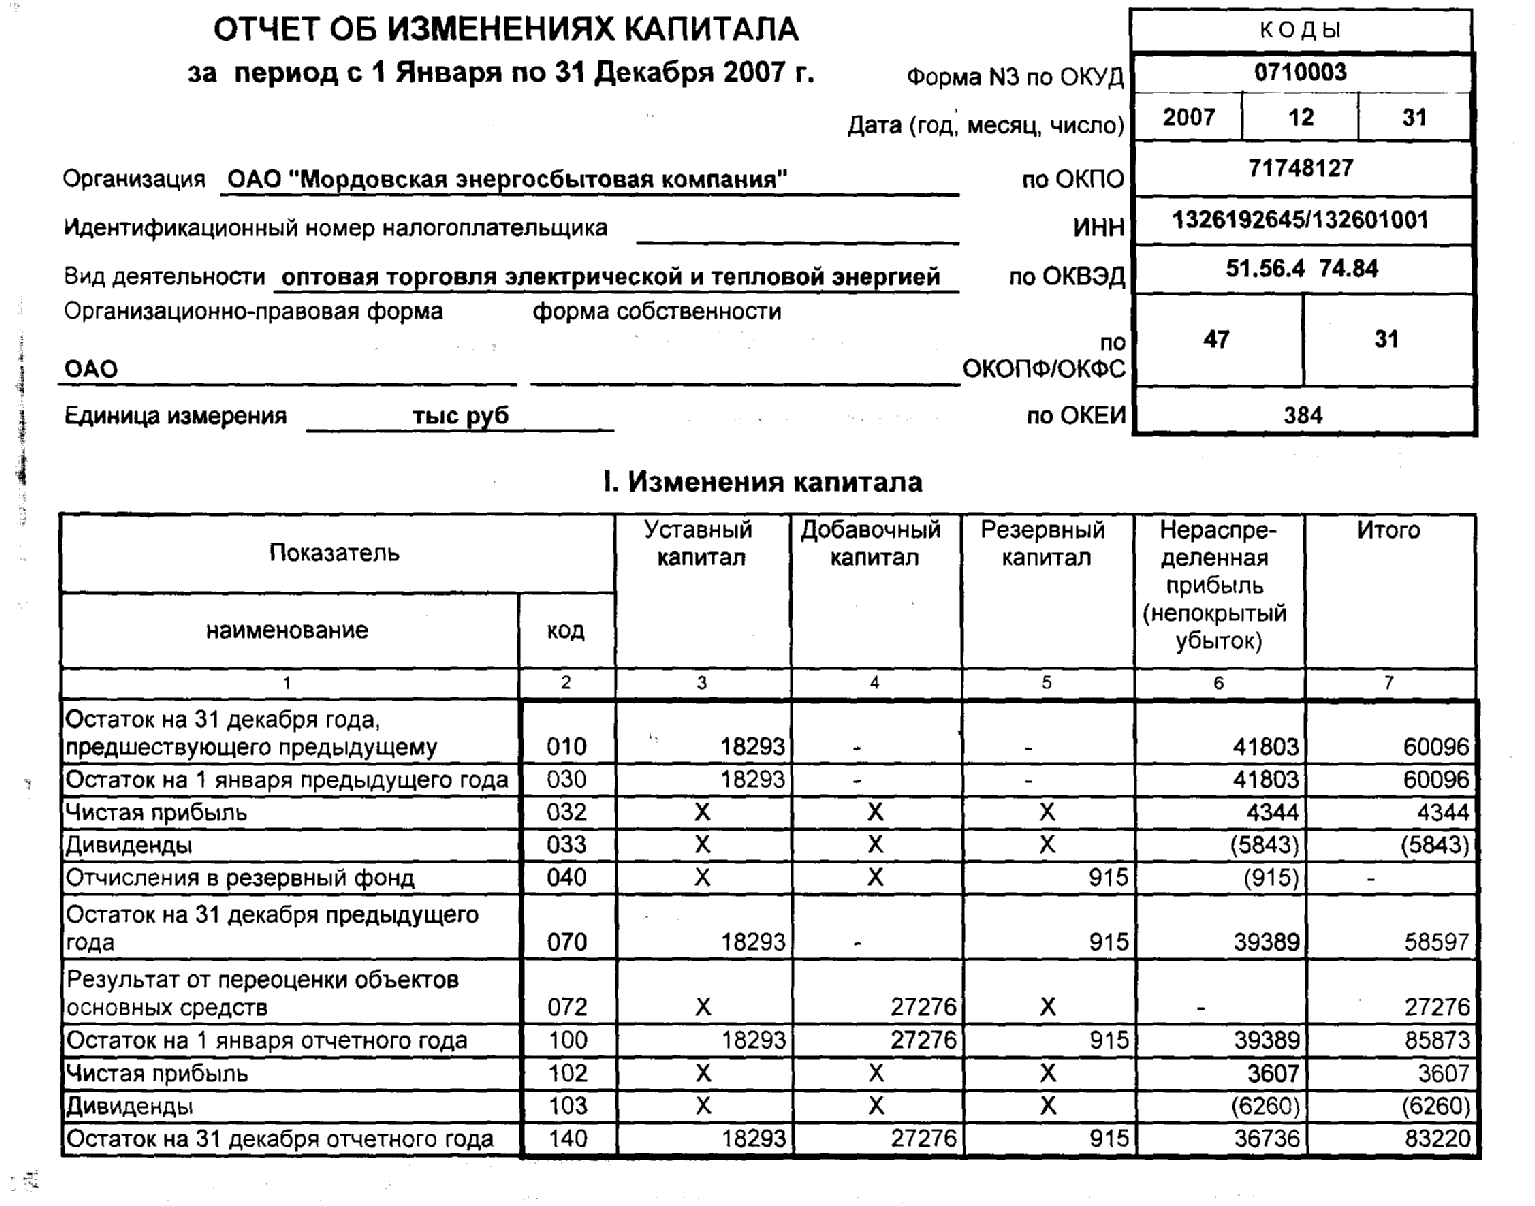 ОТЧЕТ ОБ ИЗМЕНЕНИЯХ КАПИТАЛА
за период с 1 Января по 31 Декабря 2007 г.
КОДЫ
Форма N3 по ОКУД 0710003
Дата (год, месяц, число) 2007 12 31
Организация ОАО "Мордовская энергосбытовая компания" по ОКПО 71748127
Идентификационный номер налогоплательщика ИНН 1326192645/132601001
Вид деятельности оптовая торговля электрической и тепловой энергией по ОКВЭД 51.56.4 74.84
Организационно-правовая форма форма собственности
по
ОАО ОКОПФ/ОКФС 47 31
Единица измерения тыс руб по ОКЕИ 384
I. Изменения капитала
Показатель
наименование код
Уставный
капитал
Добавочный
капитал
Резервный
капитал
Нераспре-
деленная
прибыль
(непокрытый
убыток)
Итого
1 2 3 4 5 6 7
Остаток на 31 декабря года,
предшествующего предыдущему 010 18293 - - 41803 60096
Остаток на 1 января предыдущего года 030 18293 - - 41803 60096
Чистая прибыль 032 X X X 4344 4344
Дивиденды 033 X X X (5843) (5843)
Отчисления в резервный фонд 040 X X 915 (915) -
Остаток на 31 декабря предыдущего
года 070 18293 - 915 39389 58597
Результат от переоценки объектов
основных средств 072 X 27276 X - 27276
Остаток на 1 января отчетного года 100 18293 27276 915 39389 85873
Чистая прибыль 102 X X X 3607 3607
Дивиденды 103 X X X (6260) (6260)
Остаток на 31 декабря отчетного года 140 18293 27276 915 36736 83220